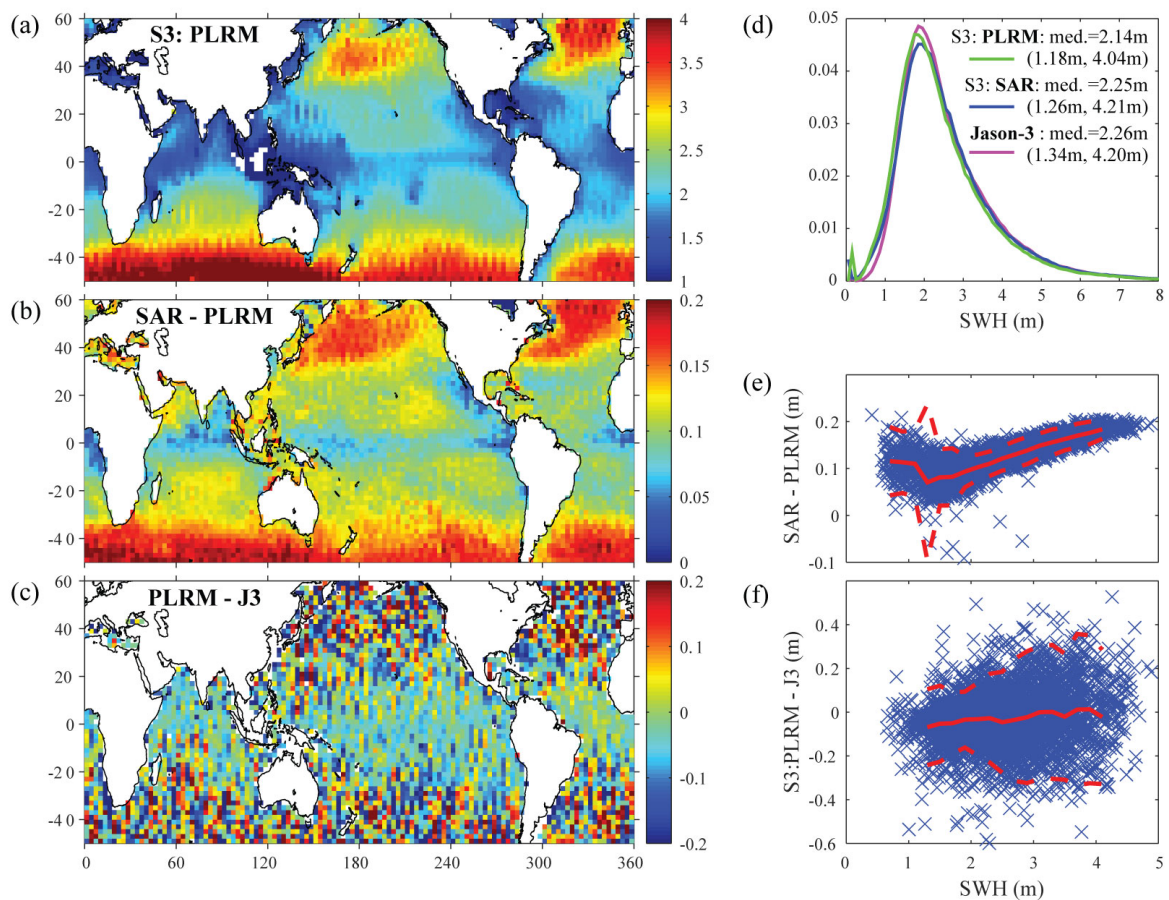 (a)
S3: PLRM
60
40
20
0
-20
-40
4
3.5
3
2.5
2
1.5
1
(b)
SAR - PLRM
60
40
20
0
-20
-40
0.2
0.15
0.1
0.05
0
(c)
PLRM - J3
60
40
20
0
-20
-40
0 60 120 180 240 300 360
0.2
0.1
0
-0.1
-0.2
(d)
0.05
0.04
0.03
0.02
0.01
0
S3: PLRM: med.=2.14m
(1.18m, 4.04m)
S3: SAR: med. =2.25m
(1.26m, 4.21m)
Jason-3 : med.=2.26m
(1.34m, 4.20m)
0 1 2 3 4 5 6 7 8
SWH (m)
(e)
SAR - PLRM (m)
0.2
0.1
0
-0.1
(f)
S3:PLRM - J3 (m)
0.4
0.2
0
-0.2
-0.4
-0.6
0 1 2 3 4 5
SWH (m)